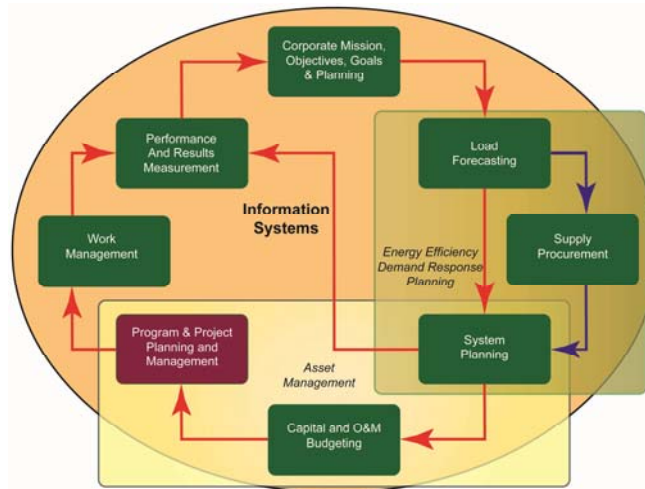 Corporate Mission,
Objectives, Goals
& Planning
Performance
And Results
Measurement
Load
Forecasting
Information
Systems
Work
Management
Energy Efficiency
Demand Response
Planning
Supply
Procurement
Program & Project
Planning and
Management
System
Planning
Asset
Management
Capital and O&M
Budgeting